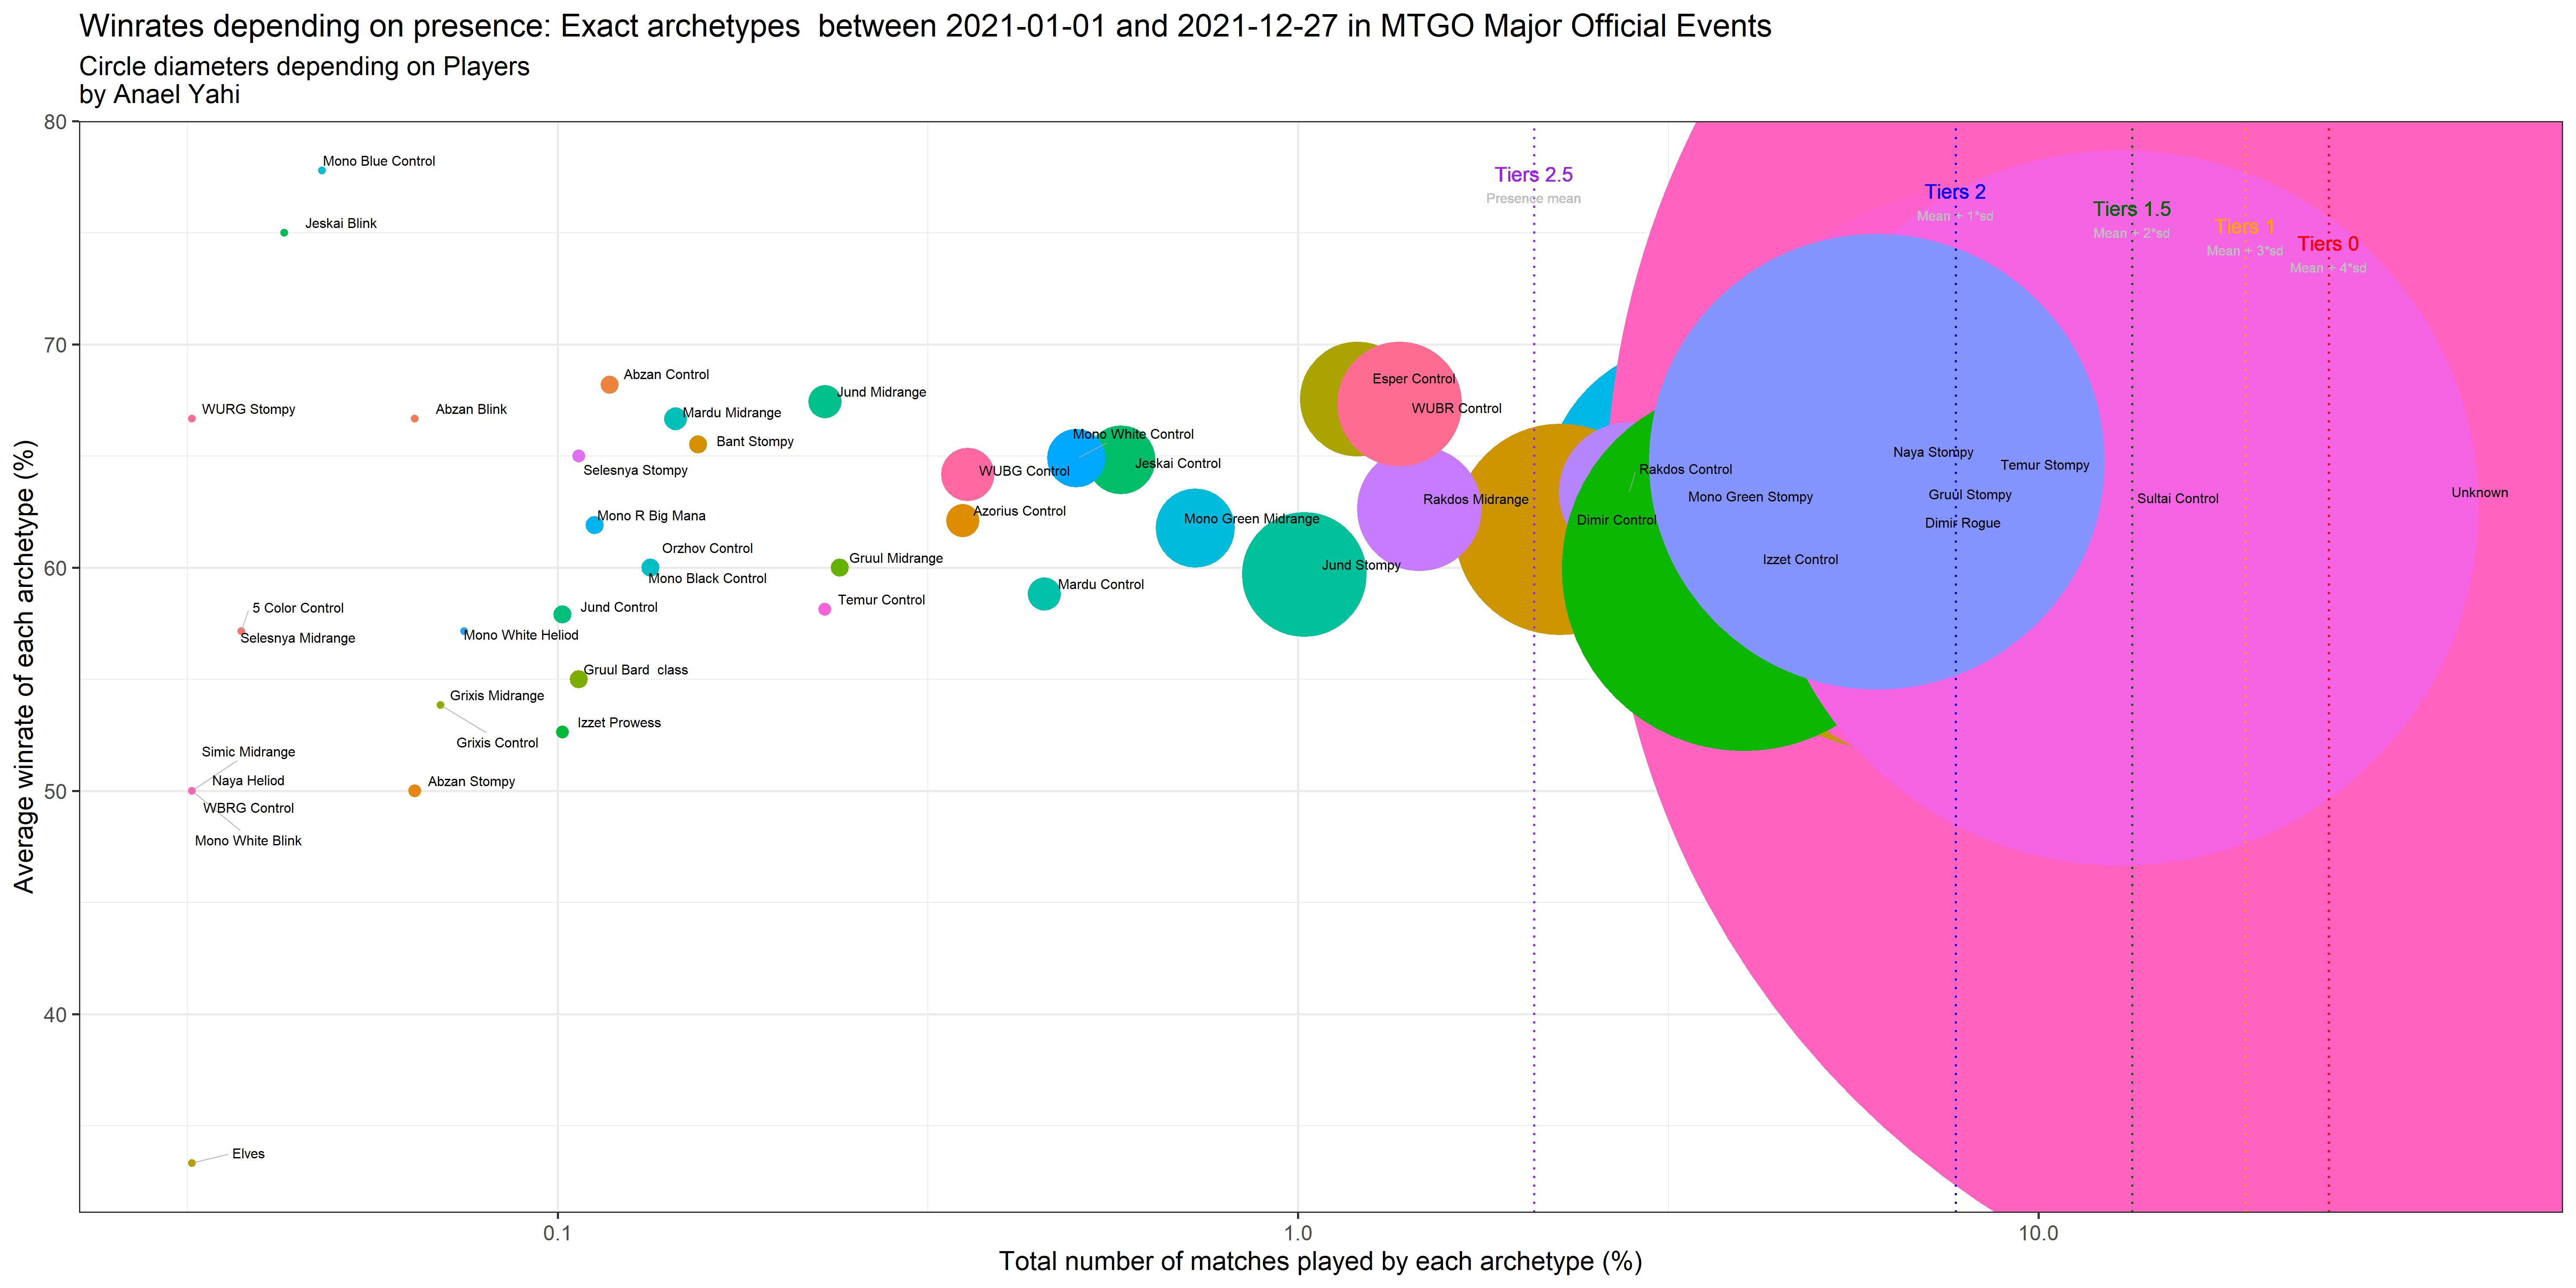 Winrates depending on presence: Exact archetypes  between 2021-01-01 and 2021-12-27 in MTGO Major Official Events
Circle diameters depending on Players
by Anael Yahi
Average winrate of each archetype (%)
80
70
60
50
40
Mono Blue Control
Jeskai Blink
Tiers 2.5
Presence mean
Tiers 2
Mean + 1*sd
Tiers 1.5
Mean + 2*sd
Tiers 1
Mean + 3*sd
Tiers 0
Mean + 4*sd
Abzan Control
Esper Control
Jund Midrange
WURG Stompy
Abzan Blink
WUBR Control
Mardu Midrange
Mono White Control
Bant Stompy
Naya Stompy
Jeskai Control
Temur Stompy
Selesnya Stompy
WUBG Control
Rakdos Control
Unknown
Gruul Stompy
Mono Green Stompy
Sultai Control
Rakdos Midrange
Azorius Control
Mono R Big Mana
Mono Green Midrange
Dimir Control
Dimir Rogue
Orzhov Control
Gruul Midrange
Izzet Control
Jund Stompy
Mono Black Control
Mardu Control
Temur Control
5 Color Control
Jund Control
Selesnya Midrange
Mono White Heliod
Gruul Bard  class
Grixis Midrange
Izzet Prowess
Grixis Control
Simic Midrange
Naya Heliod
Abzan Stompy
WBRG Control
Mono White Blink
Elves
0.1
1.0
10.0
Total number of matches played by each archetype (%)